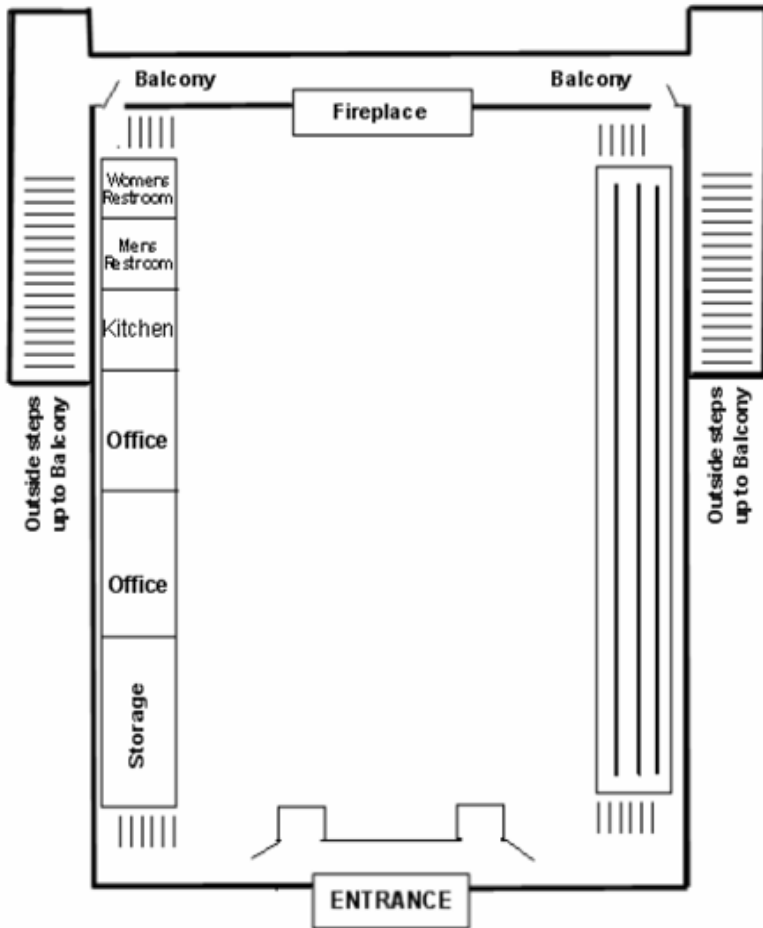 Balcony
Balcony
Fireplace
Womens
Restroom
Mens
Restroom
Kitchen
Office
Office
Storage
Outside steps
up to Balcony
Outside steps
up to Balcony
ENTRANCE